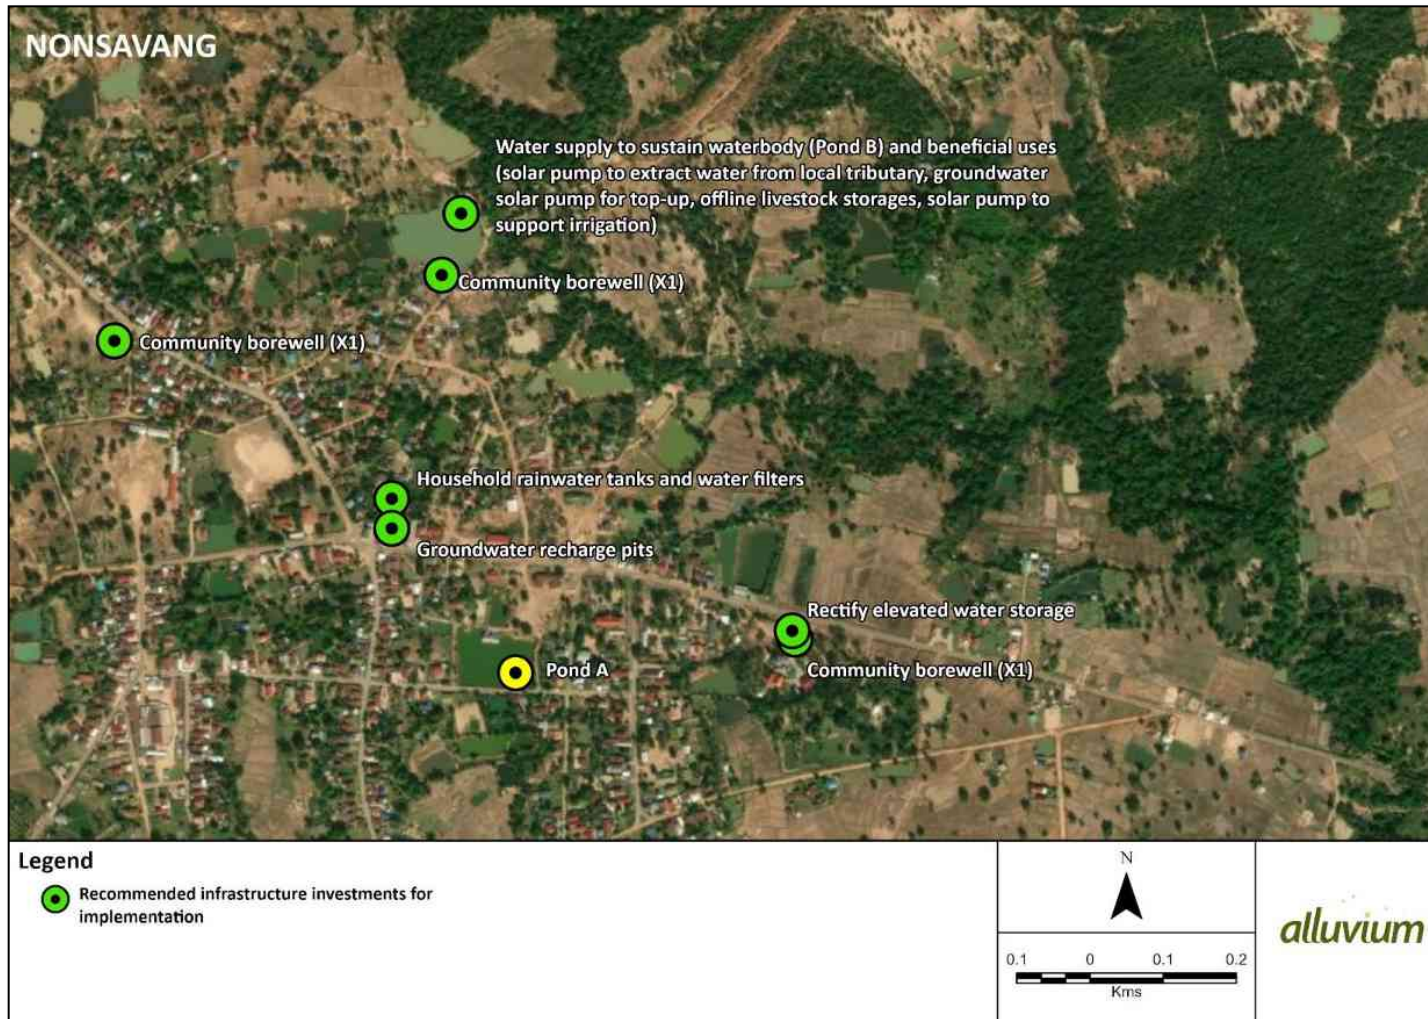 NONSAVANG
Water supply to sustain waterbody (Pond B) and beneficial uses
(solar pump to extract water from local tributary, groundwater
solar pump for top-up, offline livestock storages, solar pump to
support irrigation)
Community borewell (X1)
Community borewell (X1)
Household rainwater tanks and water filters
Groundwater recharge pits
Rectify elevated water storage
Pond A
Community borewell (X1)
Legend
Recommended infrastructure investments for
implementation
N
0.1 0 0.1 0.2
Kms
alluvium